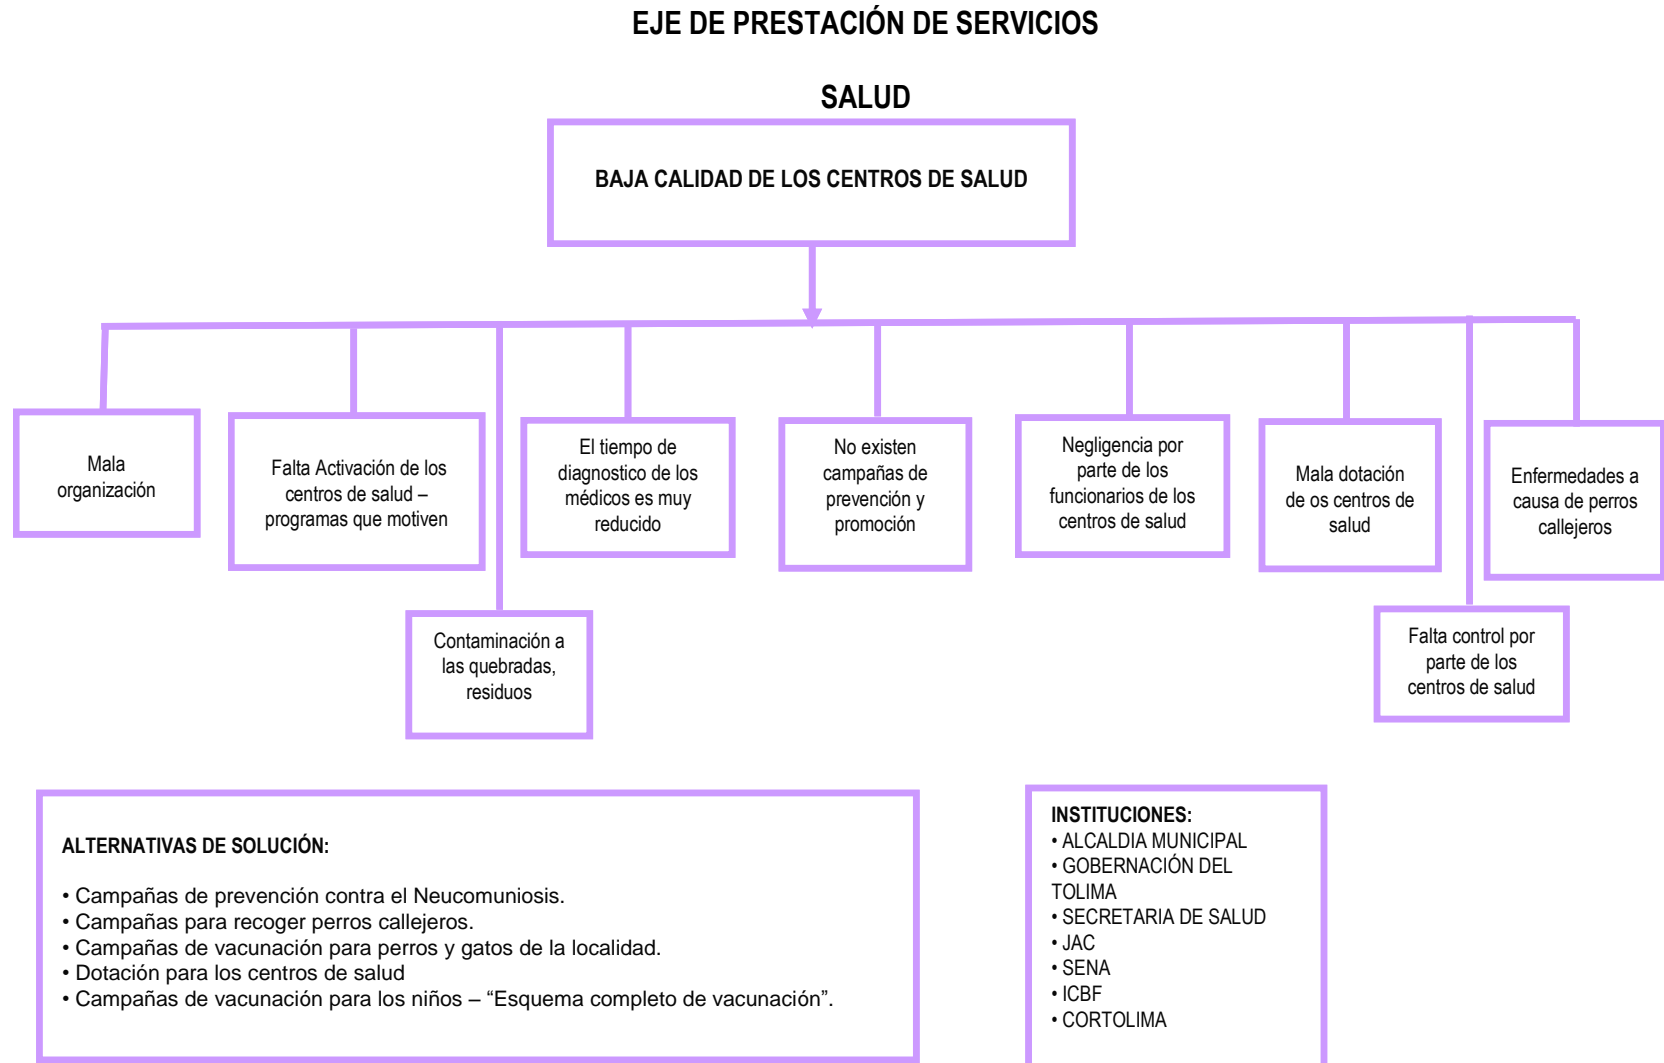 EJE DE PRESTACIÓN DE SERVICIOS
SALUD
BAJA CALIDAD DE LOS CENTROS DE SALUD
Mala
organización
Falta Activación de los
centros de salud –
programas que motiven
El tiempo de
diagnostico de los
médicos es muy
reducido
No existen
campañas de
prevención y
promoción
Negligencia por
parte de los
funcionarios de los
centros de salud
Mala dotación
de os centros de
salud
Enfermedades a
causa de perros
callejeros
Contaminación a
las quebradas,
residuos
Falta control por
parte de los
centros de salud
ALTERNATIVAS DE SOLUCIÓN:
• Campañas de prevención contra el Neucomuniosis.
• Campañas para recoger perros callejeros.
• Campañas de vacunación para perros y gatos de la localidad.
• Dotación para los centros de salud
• Campañas de vacunación para los niños – “Esquema completo de vacunación”.
INSTITUCIONES:
• ALCALDIA MUNICIPAL
• GOBERNACIÓN DEL
TOLIMA
• SECRETARIA DE SALUD
• JAC
• SENA
• ICBF
• CORTOLIMA